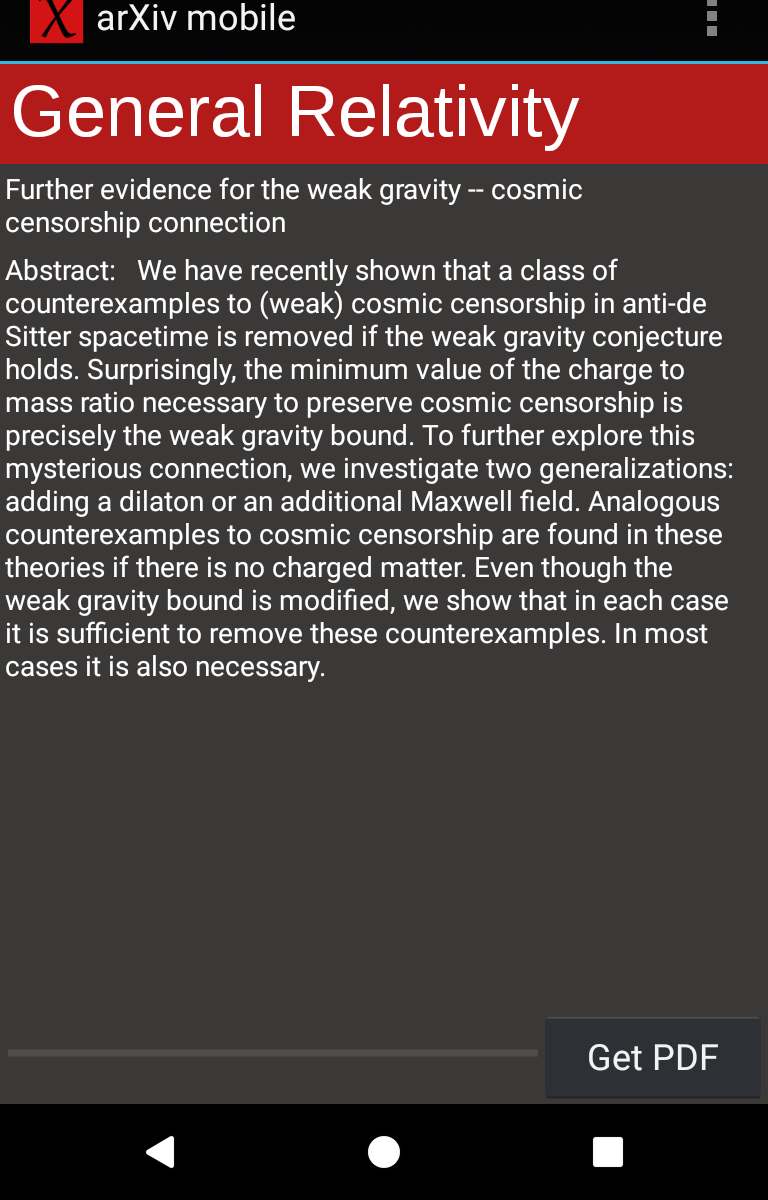 arXiv mobile
General Relativity
Further evidence for the weak gravity -- cosmic
censorship connection
Abstract:   We have recently shown that a class of
counterexamples to (weak) cosmic censorship in anti-de
Sitter spacetime is removed if the weak gravity conjecture
holds. Surprisingly, the minimum value of the charge to
mass ratio necessary to preserve cosmic censorship is
precisely the weak gravity bound. To further explore this
mysterious connection, we investigate two generalizations:
adding a dilaton or an additional Maxwell field. Analogous
counterexamples to cosmic censorship are found in these
theories if there is no charged matter. Even though the
weak gravity bound is modified, we show that in each case
it is sufficient to remove these counterexamples. In most
cases it is also necessary.
Get PDF